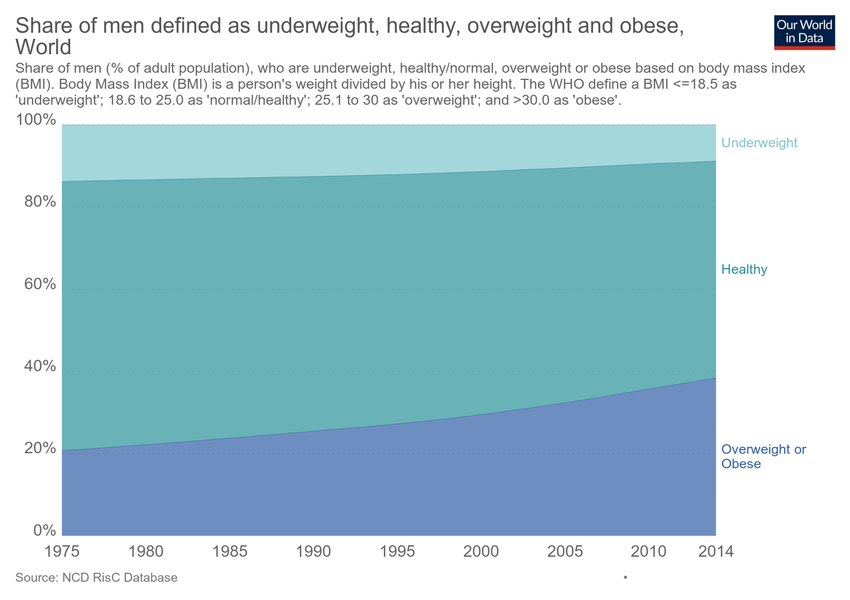 Share of men defined as underweight, healthy, overweight and obese,
World
Our World
in Data
Share of men (% of adult population), who are underweight, healthy/normal, overweight or obese based on body mass index
(BMI). Body Mass Index (BMI) is a person's weight divided by his or her height. The WHO define a BMI <=18.5 as
'underweight'; 18.6 to 25.0 as 'normal/healthy'; 25.1 to 30 as 'overweight'; and >30.0 as 'obese'.
100%
Underweight
80%
Healthy
60%
40%
20%
Overweight or
Obese
0%
1975 1980 1985 1990 1995 2000 2005 2010 2014
Source: NCD RisC Database